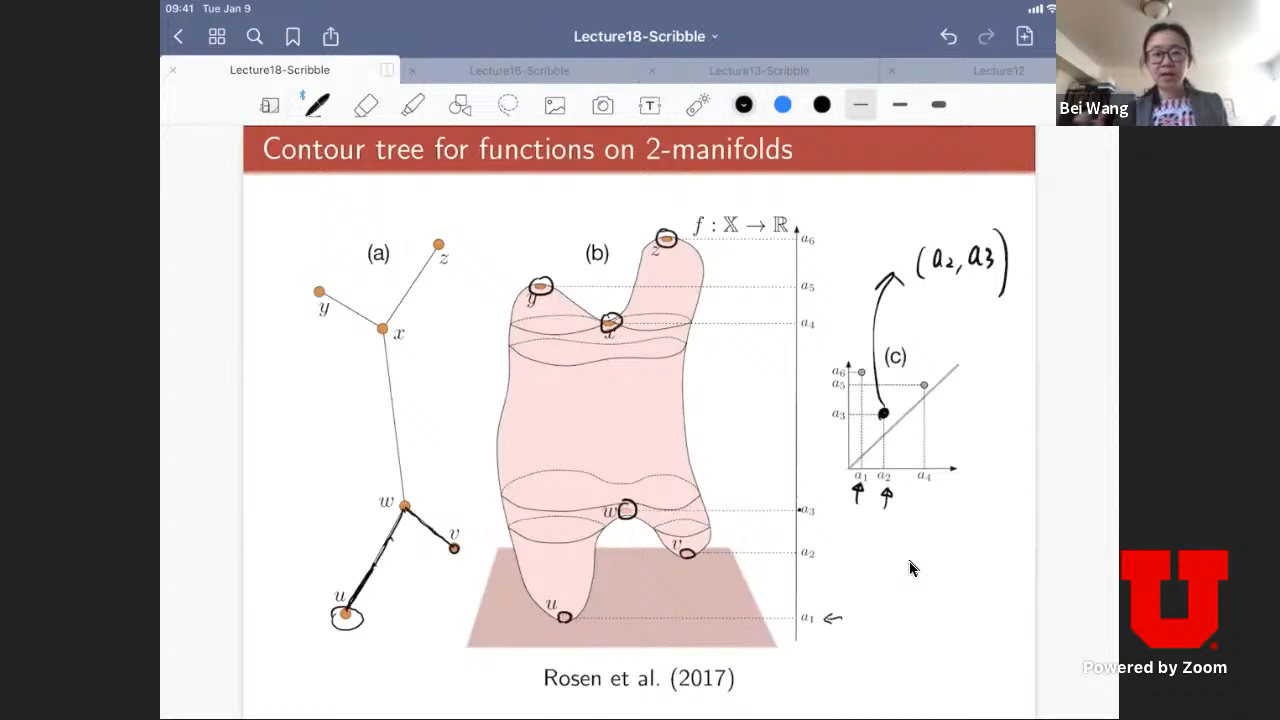 09:41 Tue Jan 9
Lecture18-Scribble
Lecture18-Scribble
Lecture16-Scribble
Lecture13-Scribble
Lecture12
T
Bei Wang
Contour tree for functions on 2-manifolds
(a)
z
y
x
w
v
u
(b)
f : 𝕏 → ℝ
z
y
x
w
v
u
a₆
a₅
a₄
a₃
a₂
a₁
(a₂, a₃)
(c)
a₆
a₅
a₃
a₁ a₂ a₄
Rosen et al. (2017)
U
Powered by Zoom